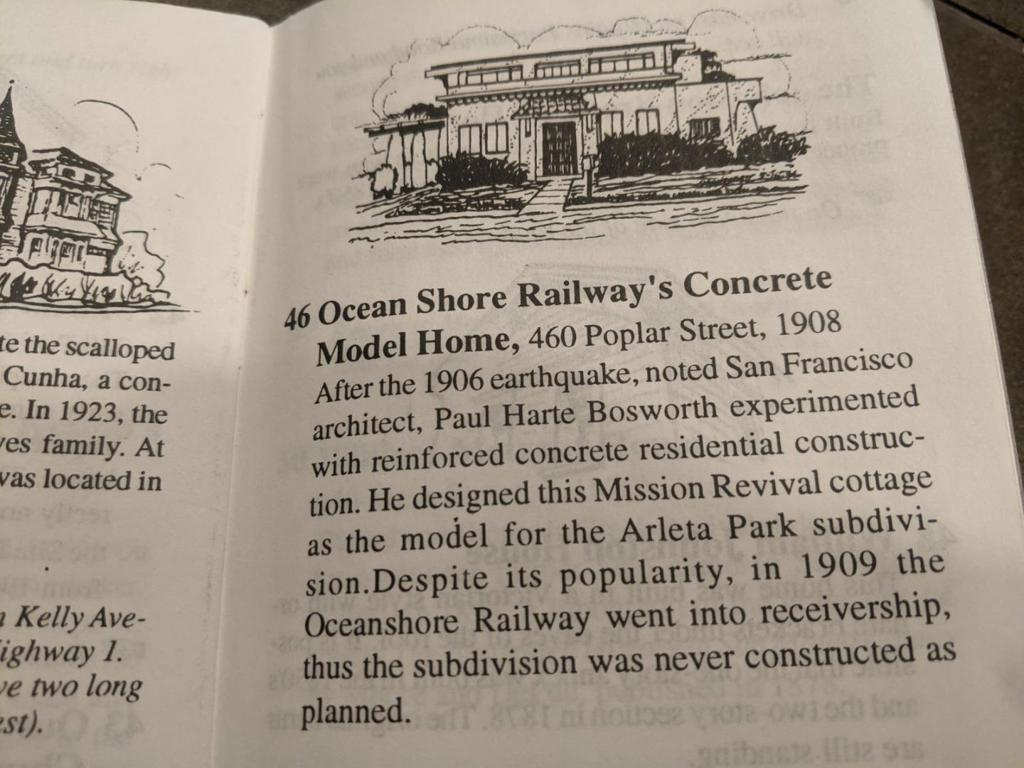 te the scalloped
Cunha, a con-
e. In 1923, the
ves family. At
was located in
n Kelly Ave-
ighway 1.
ve two long
est).
46 Ocean Shore Railway's Concrete
Model Home, 460 Poplar Street, 1908
After the 1906 earthquake, noted San Francisco
architect, Paul Harte Bosworth experimented
with reinforced concrete residential construc-
tion. He designed this Mission Revival cottage
as the model for the Arleta Park subdivi-
sion.Despite its popularity, in 1909 the
Oceanshore Railway went into receivership,
thus the subdivision was never constructed as
planned.